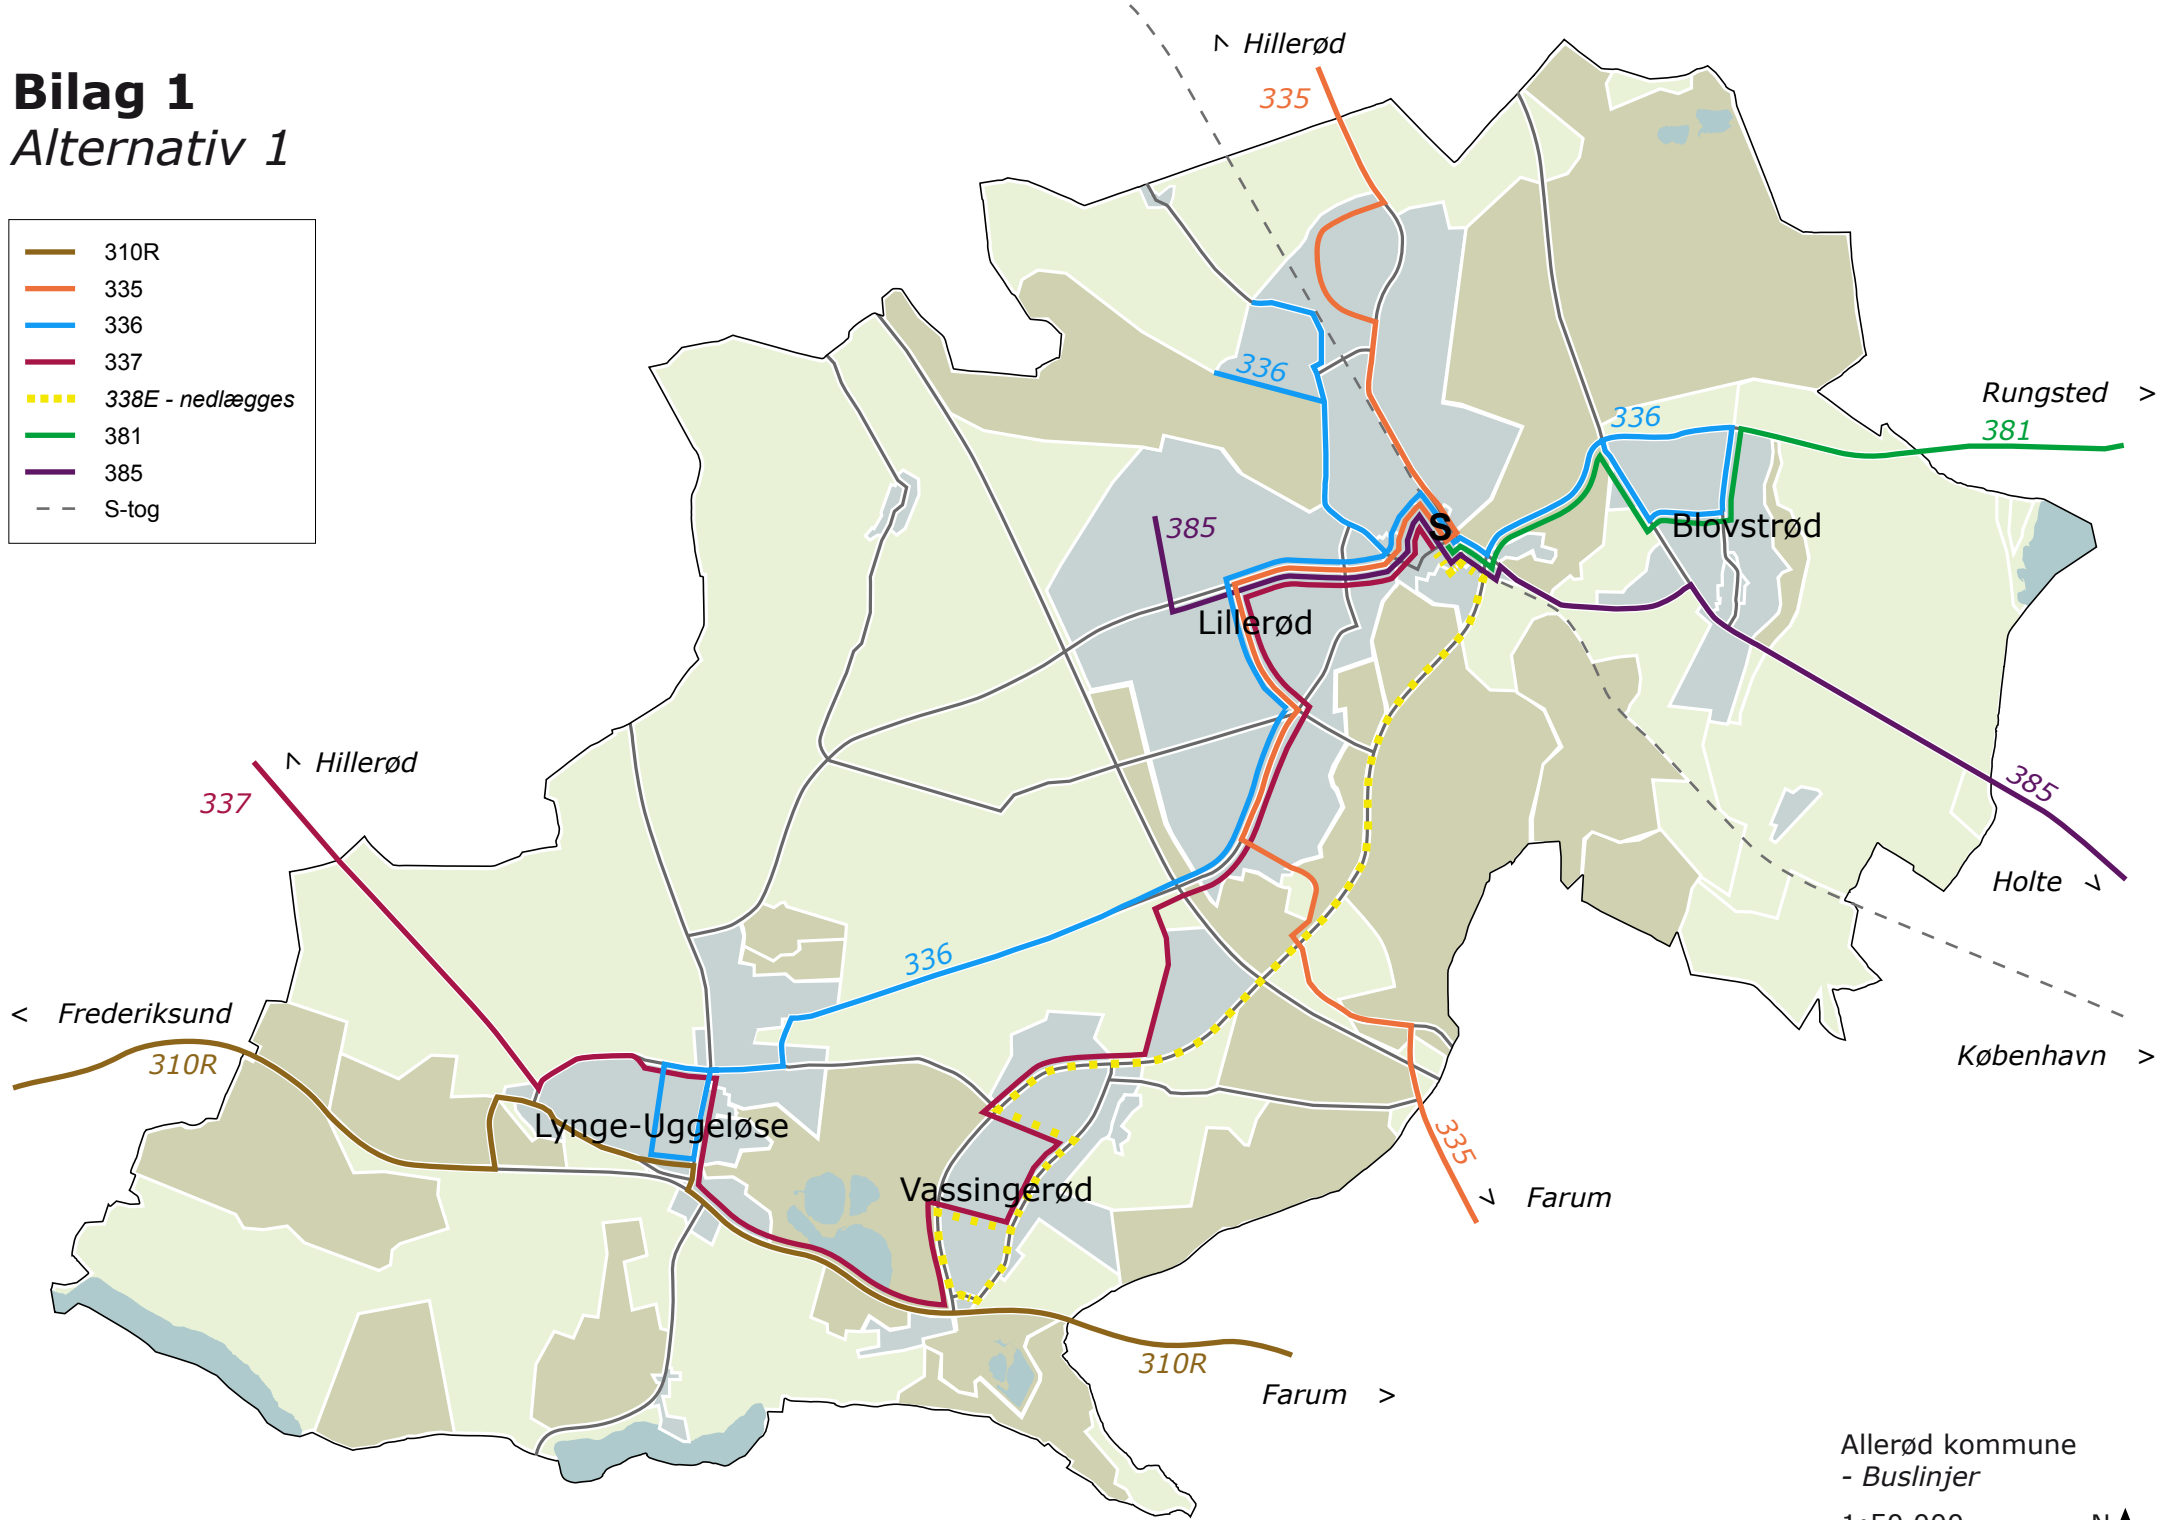 Bilag 1
Alternativ 1
310R
335
336
337
338E - nedlægges
381
385
S-tog
< Hillerød
335
336
336
Rungsted >
381
385
S
Blovstrød
Lillerød
< Hillerød
337
385
Holte >
336
< Frederiksund
310R
København >
Lynge-Uggeløse
335
Vassingerød
> Farum
310R
Farum >
Allerød kommune
- Buslinjer